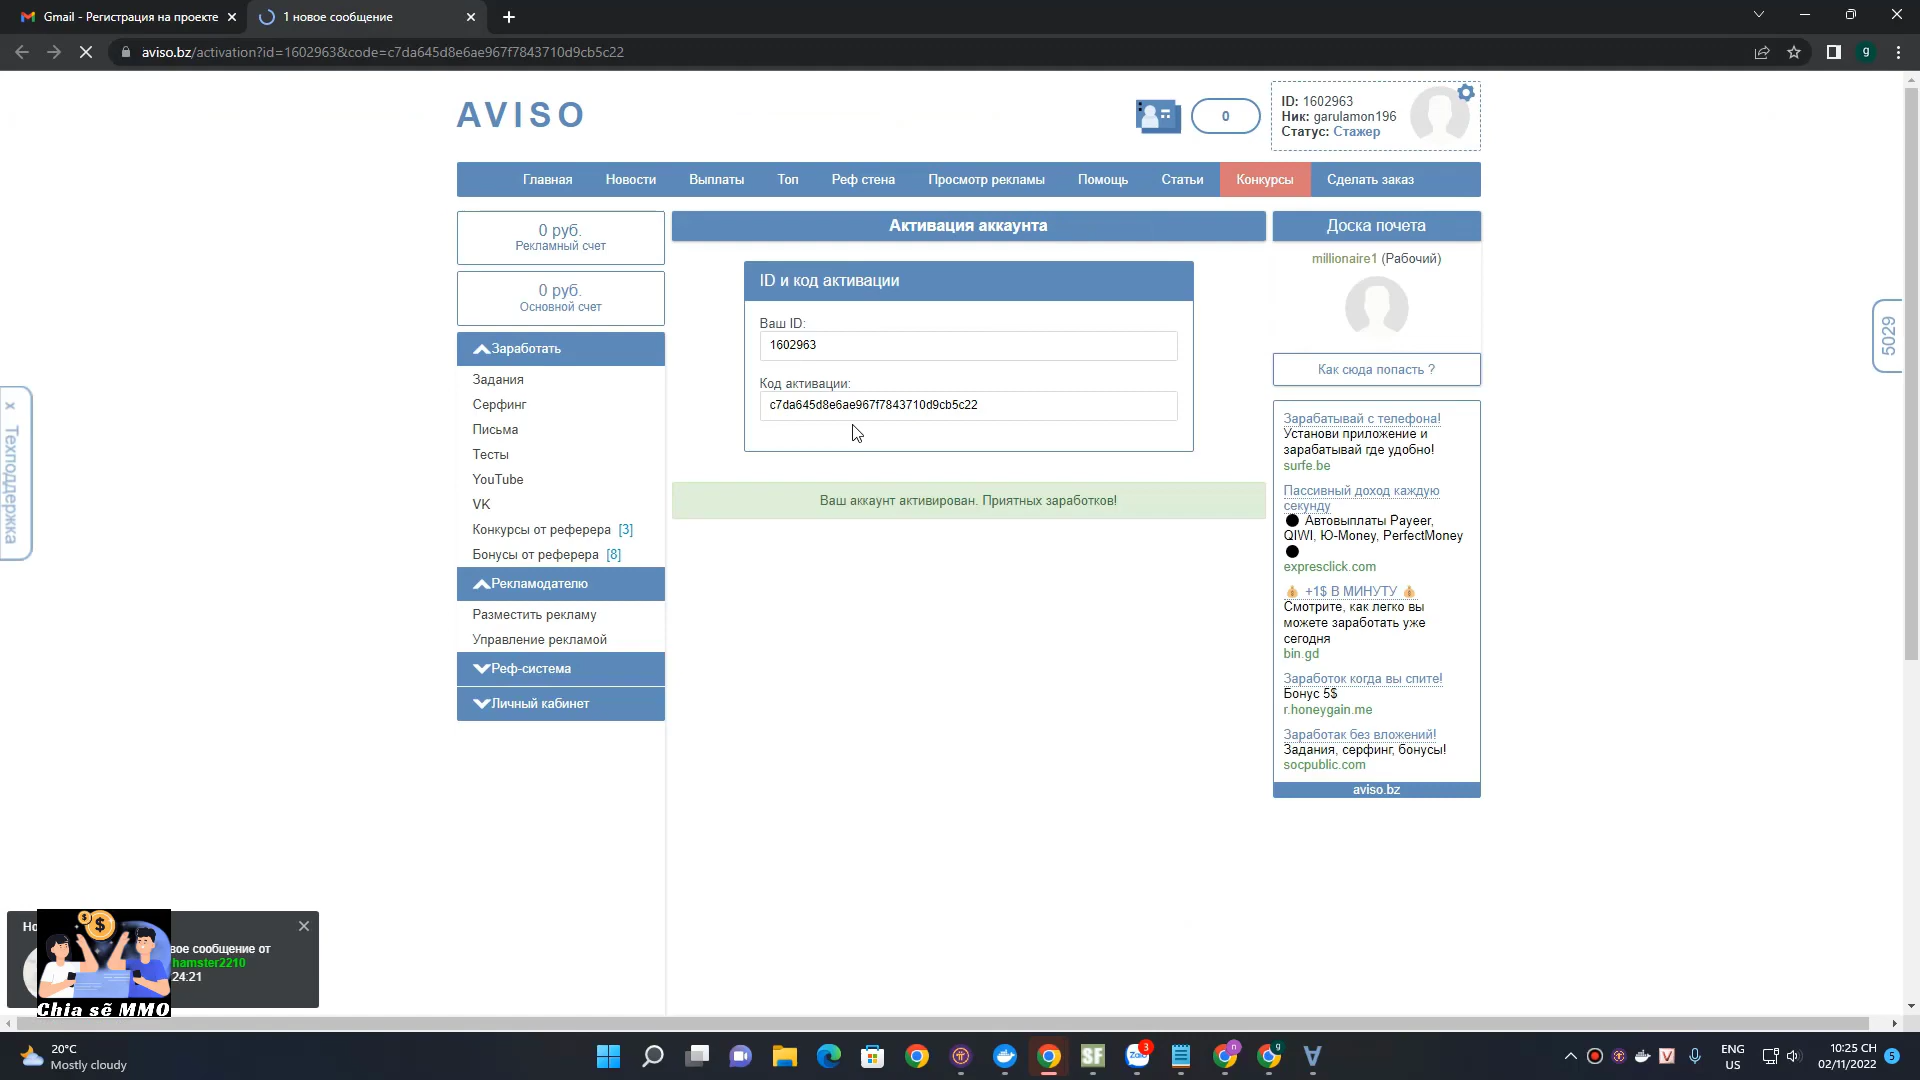 Gmail - Регистрация на проекте
1 новое сообщение
aviso.bz/activation?id=1602963&code=c7da645d8e6ae967f7843710d9cb5c22
g
AVISO
0
ID: 1602963
Ник: garulamon196
Статус: Стажер
Главная
Новости
Выплаты
Топ
Реф стена
Просмотр рекламы
Помощь
Статьи
Конкурсы
Сделать заказ
0 руб.
Рекламный счет
0 руб.
Основной счет
Заработать
Задания
Серфинг
Письма
Тесты
YouTube
VK
Конкурсы от реферера [3]
Бонусы от реферера [8]
Рекламодателю
Разместить рекламу
Управление рекламой
Реф-система
Личный кабинет
Активация аккаунта
ID и код активации
Ваш ID:
1602963
Код активации:
c7da645d8e6ae967f7843710d9cb5c22
Ваш аккаунт активирован. Приятных заработков!
Доска почета
millionaire1 (Рабочий)
Как сюда попасть ?
Зарабатывай с телефона!
Установи приложение и
зарабатывай где удобно!
surfe.be
Пассивный доход каждую
секунду
Автовыплаты Payeer,
QIWI, Ю-Money, PerfectMoney
expresclick.com
+1$ В МИНУТУ
Смотрите, как легко вы
можете заработать уже
сегодня
bin.gd
Заработок когда вы спите!
Бонус 5$
r.honeygain.me
Заработак без вложений!
Задания, серфинг, бонусы!
socpublic.com
aviso.bz
5029
x Техподдержка
вое сообщение от
hamster2210
24:21
Chia sẽ MMO
20°C
Mostly cloudy
SF
Zalo
3
n
g
V
ENG
US
10:25 CH
02/11/2022
5